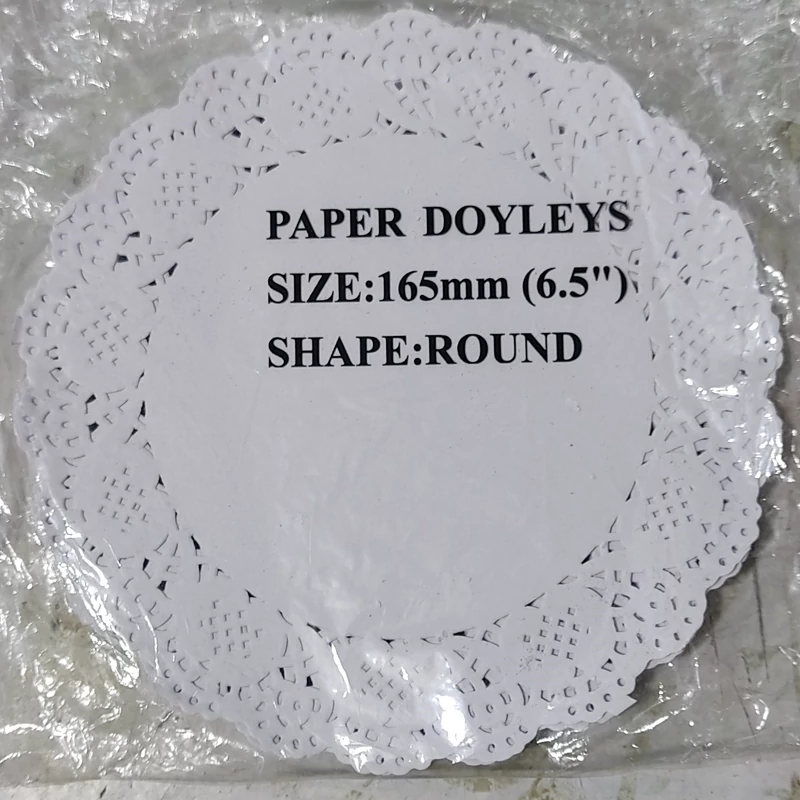 PAPER DOYLEYS
SIZE:165mm (6.5")
SHAPE:ROUND